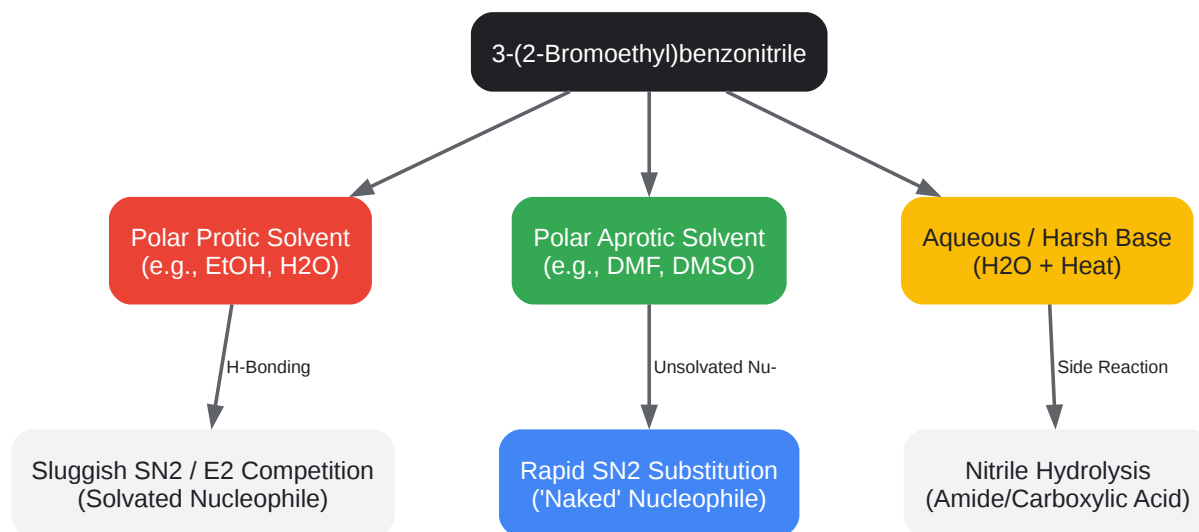 3-(2-Bromoethyl)benzonitrile
Polar Protic Solvent
(e.g., EtOH, H2O)
Polar Aprotic Solvent
(e.g., DMF, DMSO)
Aqueous / Harsh Base
(H2O + Heat)
H-Bonding
Unsolvated Nu-
Side Reaction
Sluggish SN2 / E2 Competition
(Solvated Nucleophile)
Rapid SN2 Substitution
('Naked' Nucleophile)
Nitrile Hydrolysis
(Amide/Carboxylic Acid)